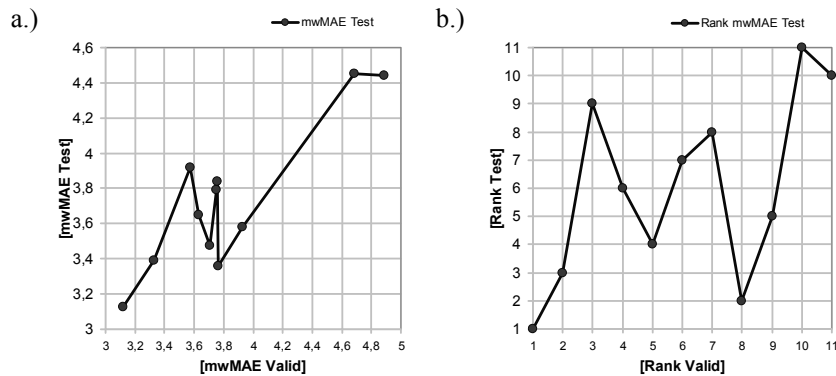 a.)
mwMAE Test
4,6
4,4
4,2
4
3,8
3,6
3,4
3,2
3
[mwMAE Test]
3 3,2 3,4 3,6 3,8 4 4,2 4,4 4,6 4,8 5
[mwMAE Valid]
b.)
Rank mwMAE Test
11
10
9
8
7
6
5
4
3
2
1
[Rank Test]
1 2 3 4 5 6 7 8 9 10 11
[Rank Valid]